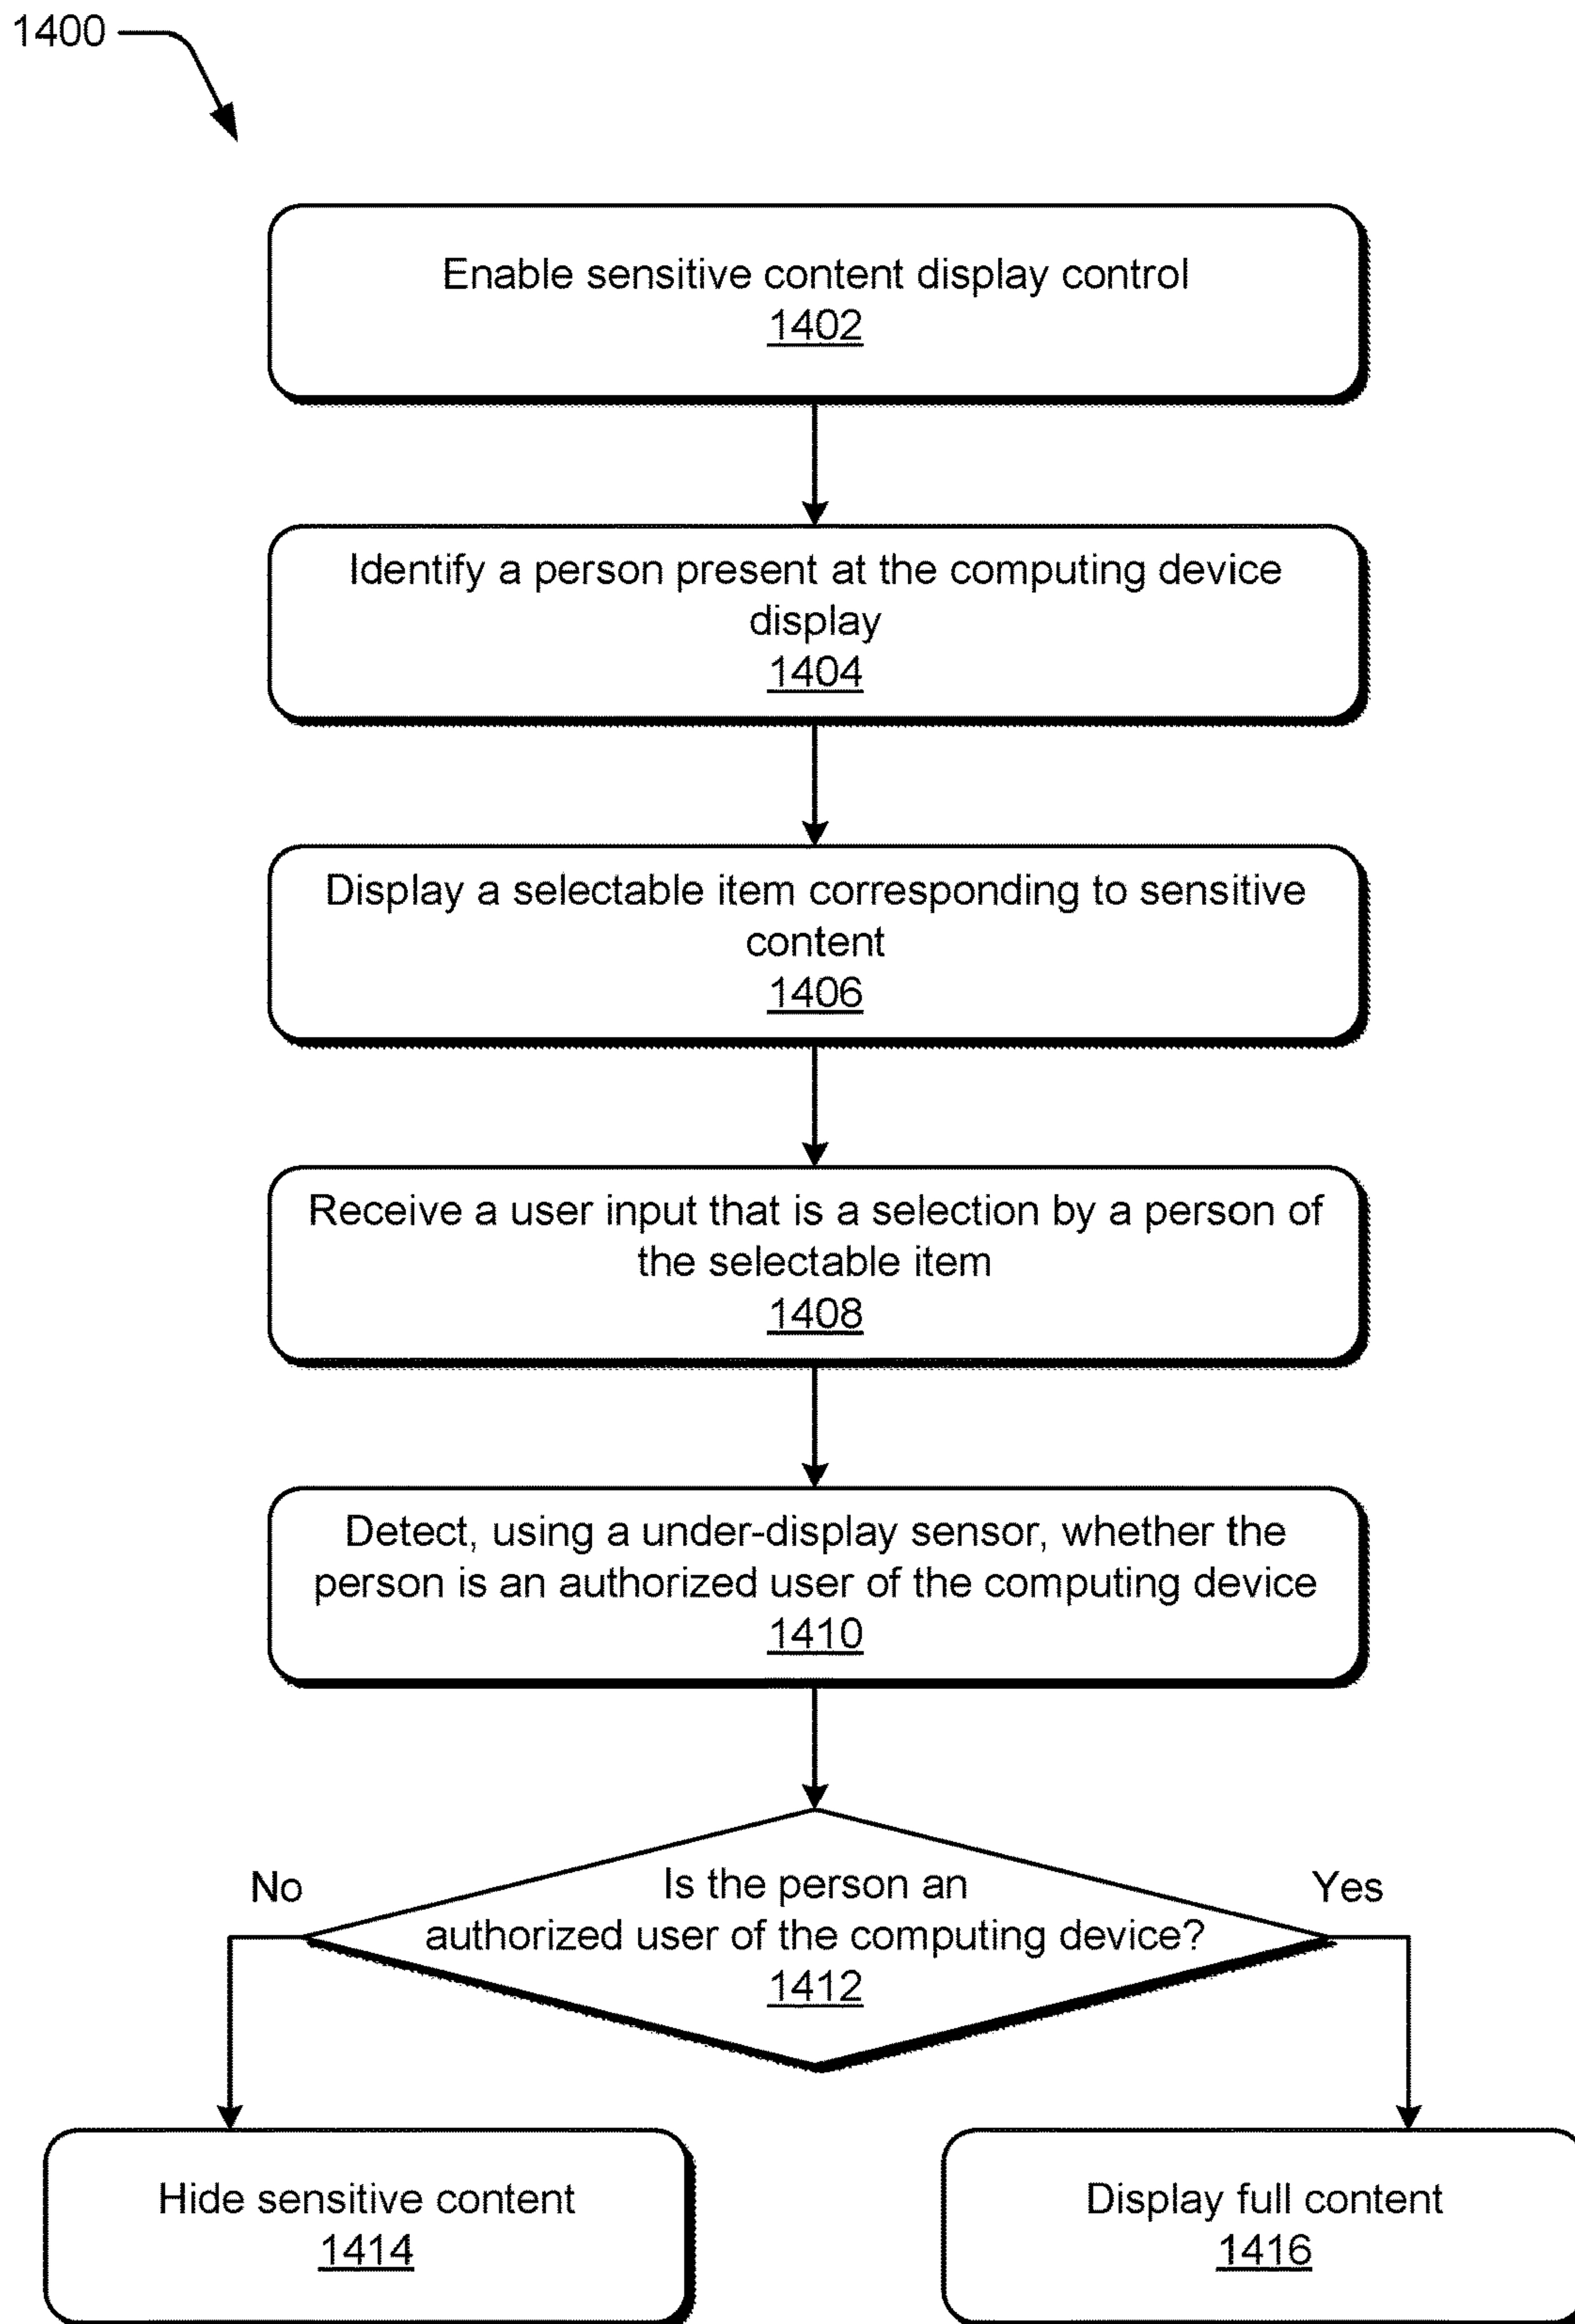 1400
Enable sensitive content display control
1402
Identify a person present at the computing device
display
1404
Display a selectable item corresponding to sensitive
content
1406
Receive a user input that is a selection by a person of
the selectable item
1408
Detect, using a under-display sensor, whether the
person is an authorized user of the computing device
1410
Is the person an
authorized user of the computing device?
1412
No
Yes
Hide sensitive content
1414
Display full content
1416